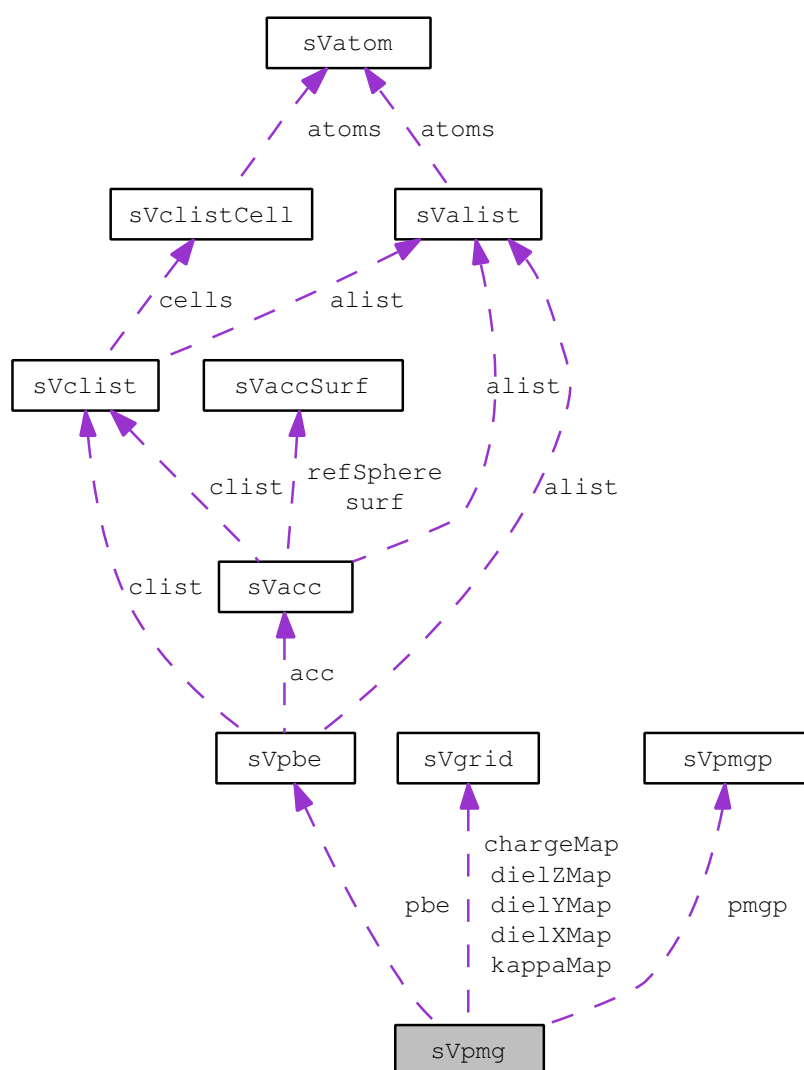 sVatom
atoms
atoms
sVclistCell
sValist
cells
alist
sVclist
sVaccSurf
alist
clist
refSphere
surf
alist
clist
sVacc
acc
sVpbe
sVgrid
sVpmgp
chargeMap
dielZMap
pbe
dielYMap
pmgp
dielXMap
kappaMap
sVpmg